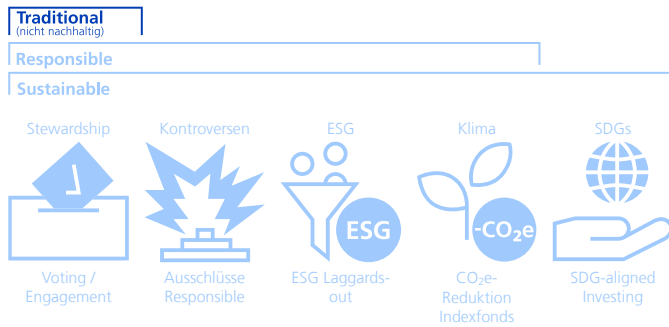 Traditional
(nicht nachhaltig)
Responsible
Sustainable
Stewardship
Kontroversen
ESG
Klima
SDGs
ESG
-CO₂e
Voting /
Engagement
Ausschlüsse
Responsible
ESG Laggards-
out
CO₂e-
Reduktion
Indexfonds
SDG-aligned
Investing